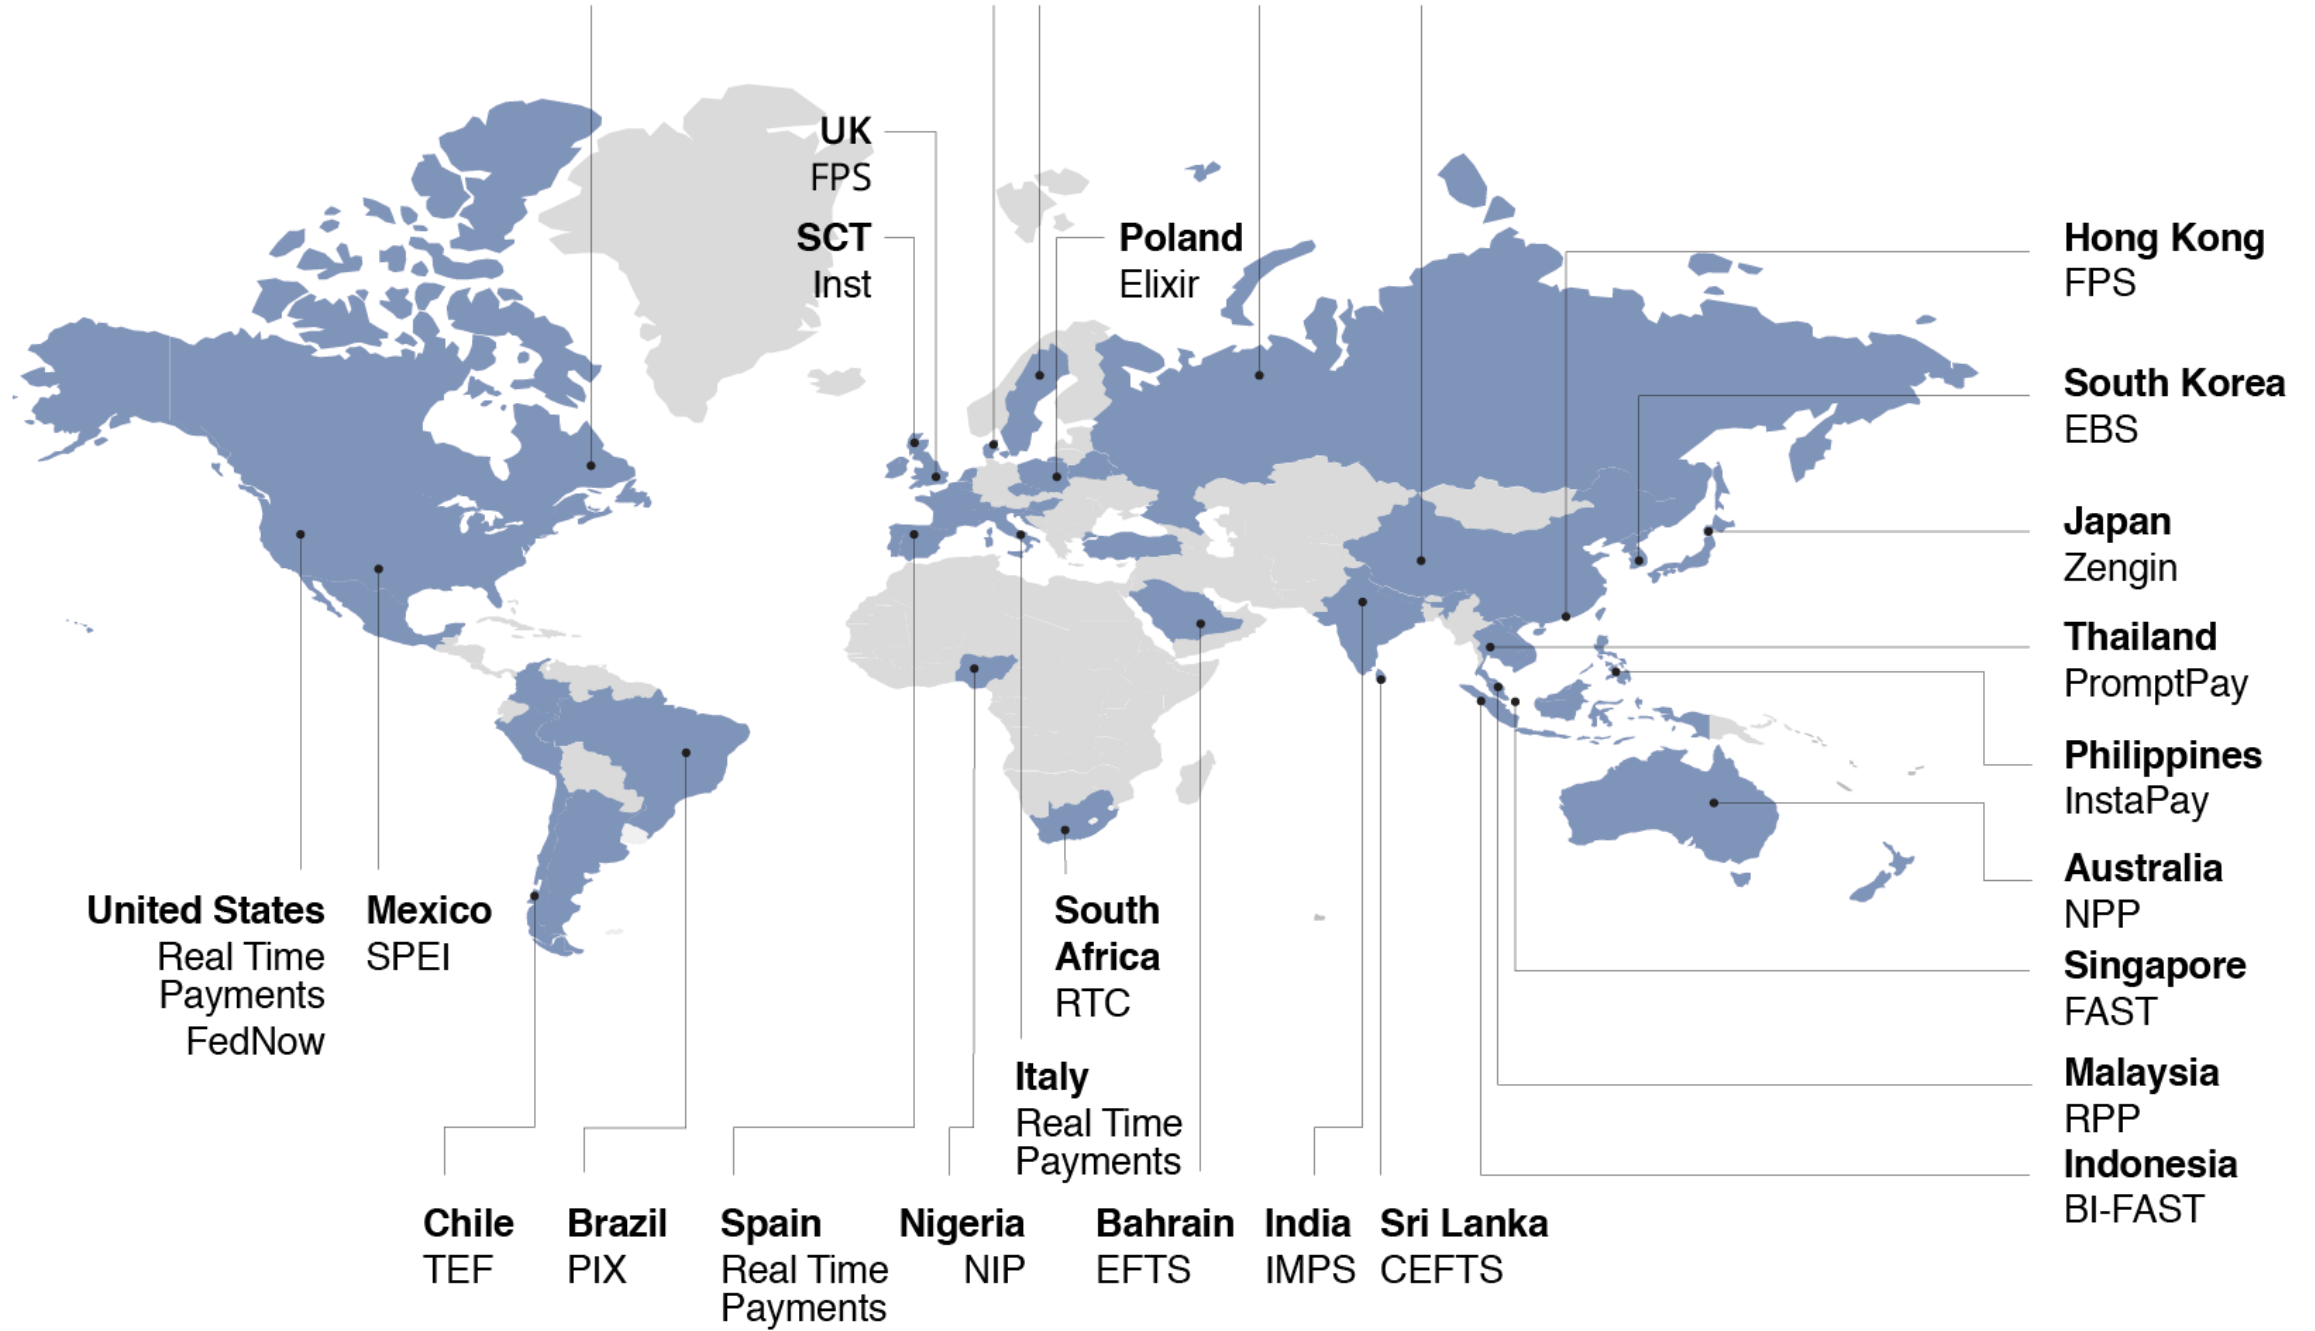 UK
FPS
SCT
Inst
Poland
Elixir
Hong Kong
FPS
South Korea
EBS
Japan
Zengin
Thailand
PromptPay
Philippines
InstaPay
Australia
NPP
Singapore
FAST
Malaysia
RPP
Indonesia
BI-FAST
United States
Real Time
Payments
FedNow
Mexico
SPEI
South
Africa
RTC
Italy
Real Time
Payments
Chile
TEF
Brazil
PIX
Spain
Real Time
Payments
Nigeria
NIP
Bahrain
EFTS
India
IMPS
Sri Lanka
CEFTS